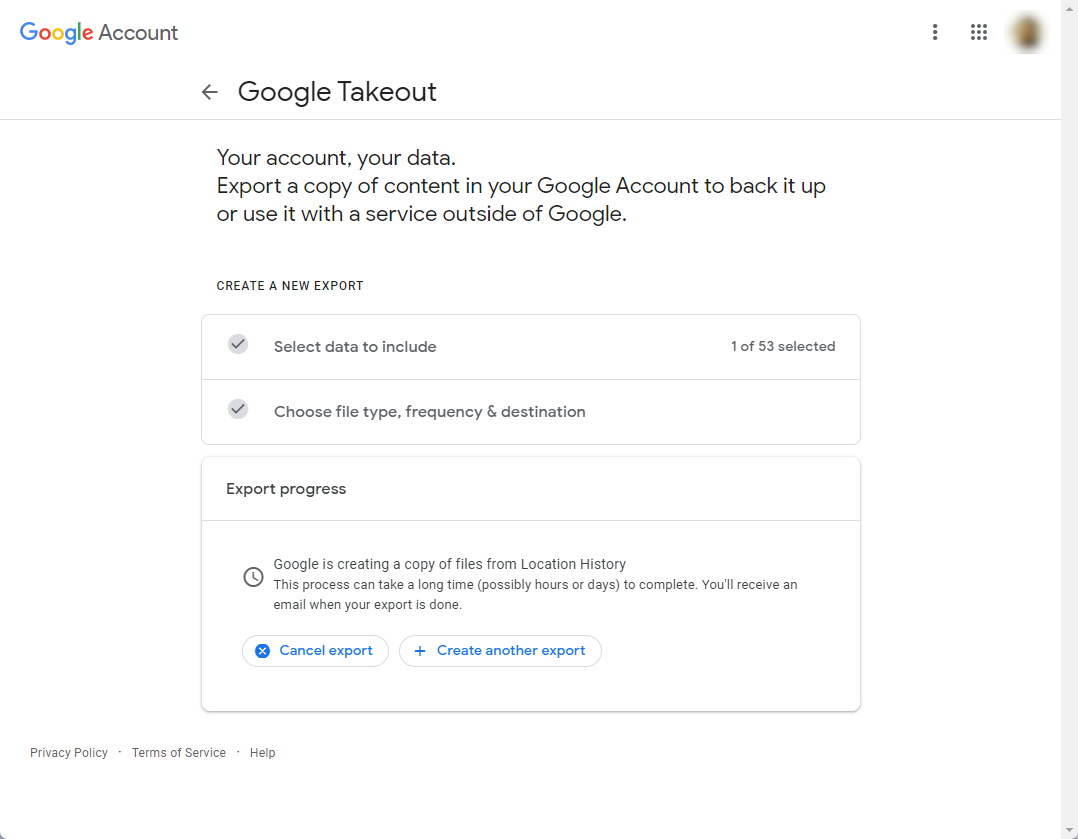 Google Account
Google Takeout
Your account, your data.
Export a copy of content in your Google Account to back it up
or use it with a service outside of Google.
CREATE A NEW EXPORT
Select data to include 1 of 53 selected
Choose file type, frequency & destination
Export progress
Google is creating a copy of files from Location History
This process can take a long time (possibly hours or days) to complete. You'll receive an
email when your export is done.
Cancel export + Create another export
Privacy Policy · Terms of Service · Help